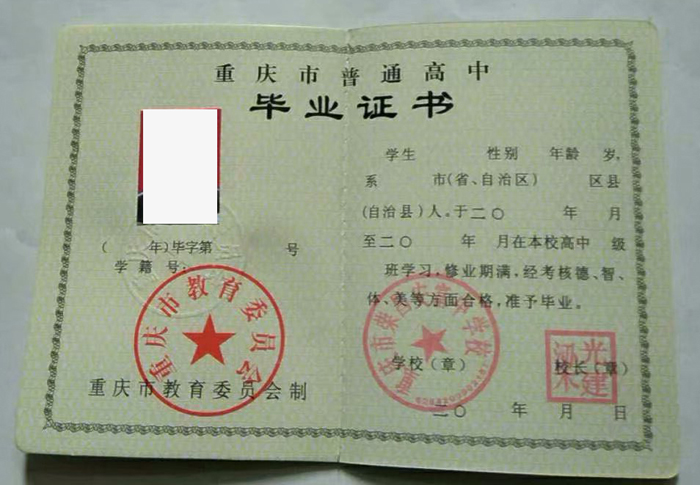 重庆市普通高中
毕业证书
(　　年)毕字第　　　号
学 籍 号:
重庆市教育委员会
重庆市教育委员会制
学生　　　性别　　年龄　岁,
系　　　市(省、自治区)　　　区县
(自治县)人。于二〇　　　年　　月
至二〇　　　年　月在本校高中　级
班学习,修业期满,经考核德、智、
体、美等方面合格,准予毕业。
学校(章)
校长(章)
二〇　　　年　　月　　日